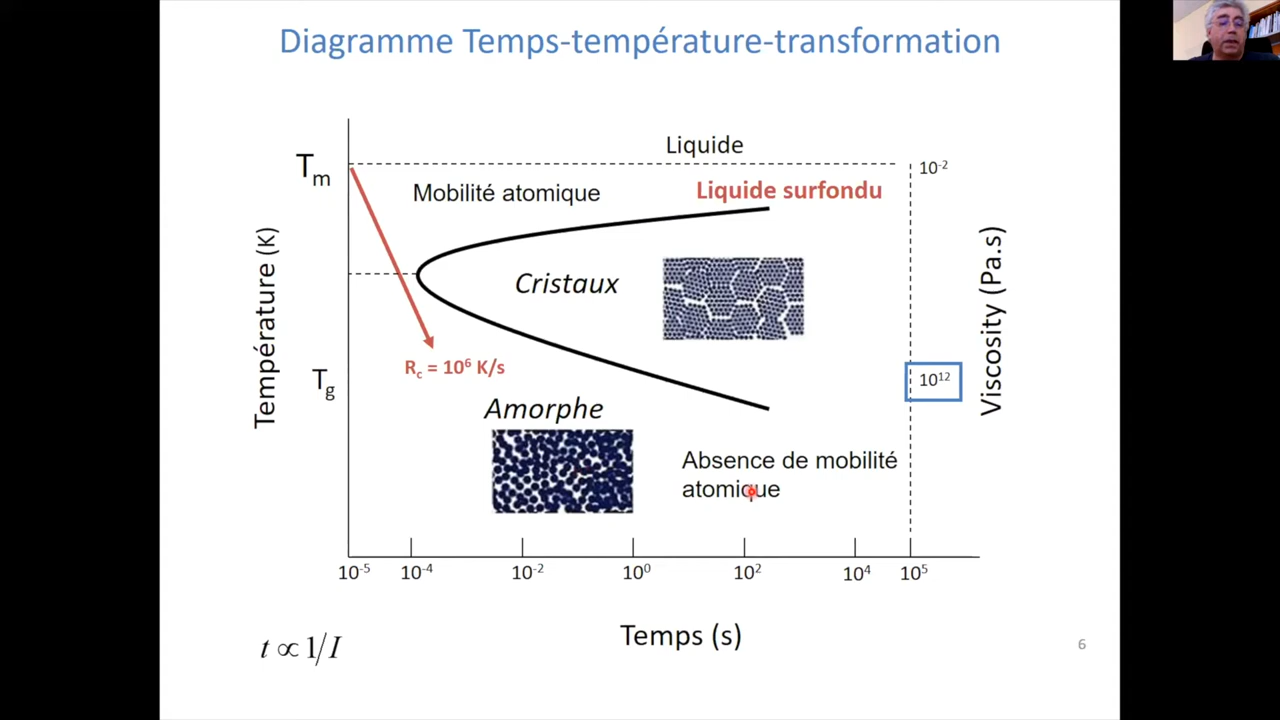 Diagramme Temps-température-transformation
Liquide
Tm
10-2
Mobilité atomique
Liquide surfondu
Température (K)
Cristaux
Viscosity (Pa.s)
Rc = 10⁶ K/s
Tg
10¹²
Amorphe
Absence de mobilité
atomique
10-5 10-4 10-2 10⁰ 10² 10⁴ 10⁵
Temps (s)
t ∝ 1/I
6